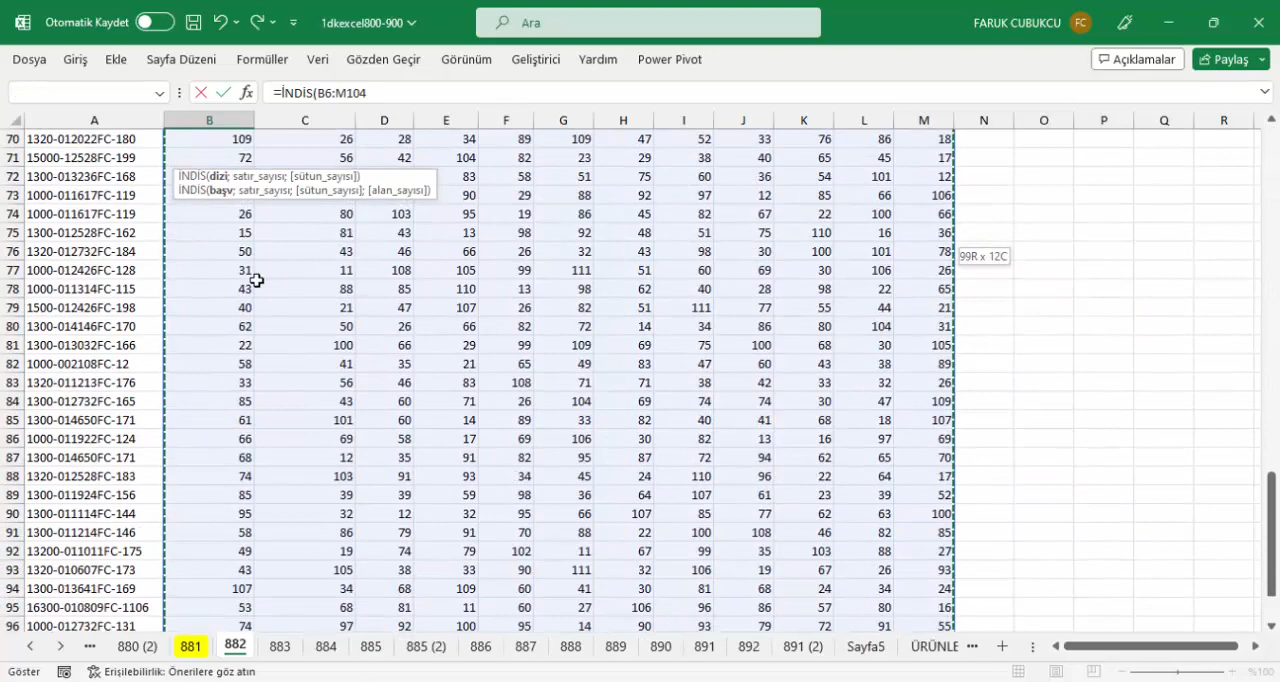 Otomatik Kaydet 1dkexcel800-900 Ara FARUK CUBUKCU FC
Dosya Giriş Ekle Sayfa Düzeni Formüller Veri Gözden Geçir Görünüm Geliştirici Yardım Power Pivot Açıklamalar Paylaş
fx =İNDİS(B6:M104
A B C D E F G H I J K L M N O P Q R
70 1320-012022FC-180 109 26 28 34 89 109 47 52 33 76 86 18
71 15000-12528FC-199 72 56 42 104 82 23 29 38 40 65 45 17
İNDİS(dizi; satır_sayısı; [sütun_sayısı])
İNDİS(başv; satır_sayısı; [sütun_sayısı]; [alan_sayısı])
72 1300-013236FC-168 83 58 51 75 60 36 54 101 12
73 1000-011617FC-119 90 29 88 92 97 12 85 66 106
74 1000-011617FC-119 26 80 103 95 19 86 45 82 67 22 100 66
75 1300-012528FC-162 15 81 43 13 98 92 48 51 75 110 16 36
76 1320-012732FC-184 50 43 46 66 26 32 43 98 30 100 101 78 99R x 12C
77 1000-012426FC-128 31 11 108 105 99 111 51 60 69 30 106 26
78 1000-011314FC-115 43 88 85 110 13 98 62 40 28 98 22 65
79 1500-012426FC-198 40 21 47 107 26 82 51 111 77 55 44 21
80 1300-014146FC-170 62 50 26 66 82 72 14 34 86 80 104 31
81 1300-013032FC-166 22 100 66 29 99 109 69 75 100 68 30 105
82 1000-002108FC-12 58 41 35 21 65 49 83 47 60 43 38 89
83 1320-011213FC-176 33 56 46 83 108 71 71 38 42 33 32 26
84 1300-012732FC-165 85 43 60 71 26 104 69 74 74 30 47 109
85 1300-014650FC-171 61 101 60 14 89 33 82 40 41 68 18 107
86 1000-011922FC-124 66 69 58 17 69 106 30 82 13 16 97 69
87 1300-014650FC-171 68 12 35 91 82 95 87 72 94 62 65 70
88 1320-012528FC-183 74 103 91 93 34 45 24 110 96 22 64 17
89 1300-011924FC-156 85 39 39 59 98 36 64 107 61 23 39 52
90 1300-011114FC-144 95 32 12 32 95 66 107 85 77 62 63 100
91 1300-011214FC-146 58 86 79 91 70 88 22 100 108 46 82 85
92 13200-011011FC-175 49 19 74 79 102 11 67 99 35 103 88 27
93 1320-010607FC-173 43 105 38 33 90 111 32 106 19 67 26 93
94 1300-013641FC-169 107 34 68 109 60 41 30 81 68 24 34 24
95 16300-010809FC-1106 53 68 81 11 60 27 106 96 86 57 80 16
96 1000-012732FC-131 74 97 92 100 95 14 90 93 79 72 91 55
880 (2) 881 882 883 884 885 885 (2) 886 887 888 889 890 891 892 891 (2) Sayfa5 ÜRÜNLE
Göster Erişilebilirlik: Önerilere göz atın %100